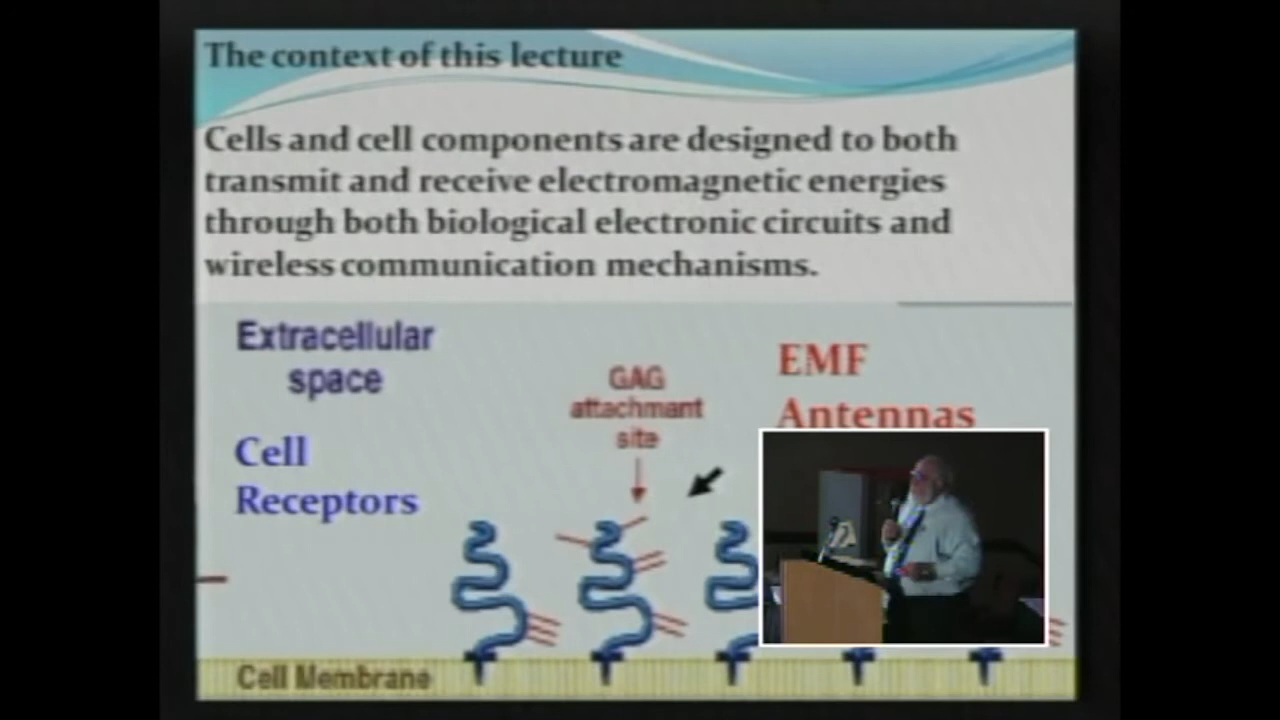 The context of this lecture
Cells and cell components are designed to both
transmit and receive electromagnetic energies
through both biological electronic circuits and
wireless communication mechanisms.
Extracellular
space
GAG
attachmant
site
EMF
Antennas
Cell
Receptors
Cell Membrane